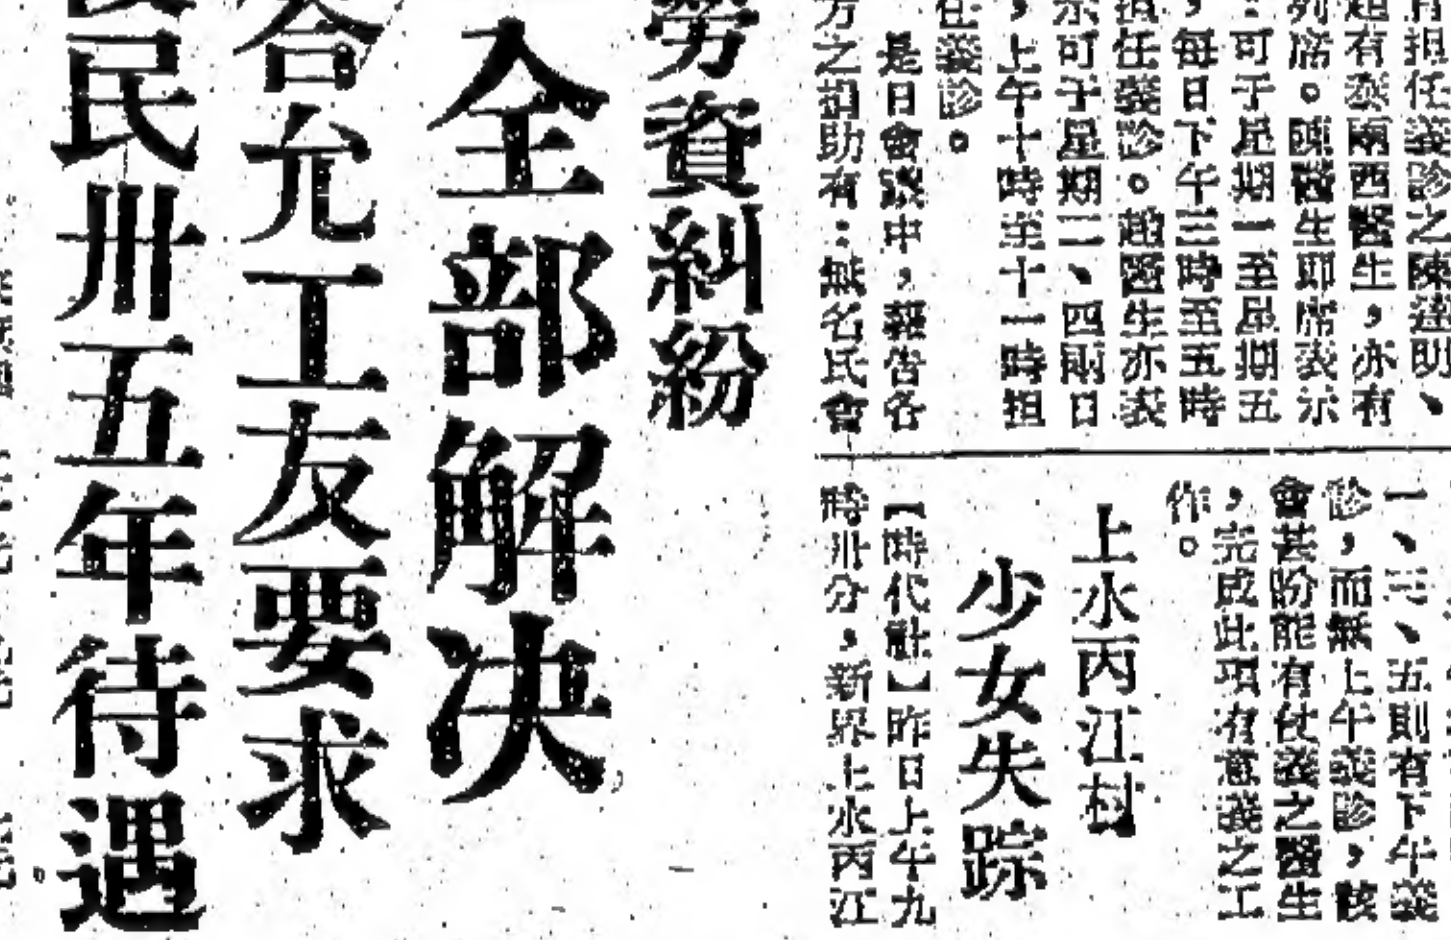 担任義診之陳達明、
趙有泰兩西醫生，亦有
列席。陳醫生即席表示
：可于星期一至星期五
，每日下午三時至五時
担任義診。趙醫生亦表
示可于星期二、四兩日
，上午十時至十一時担
任義診。
是日會議中，報告各
方之捐助有：無名氏會
一、三、五則有下午義
診，而無上午義診，該
會甚盼能有仗義之醫生
，完成此項有意義之工
作。
上水丙江村
少女失踪
【時代社】昨日上午九
時卅分，新界上水丙江
勞資糾紛
全部解决
答允工友要求
民卅五年待遇